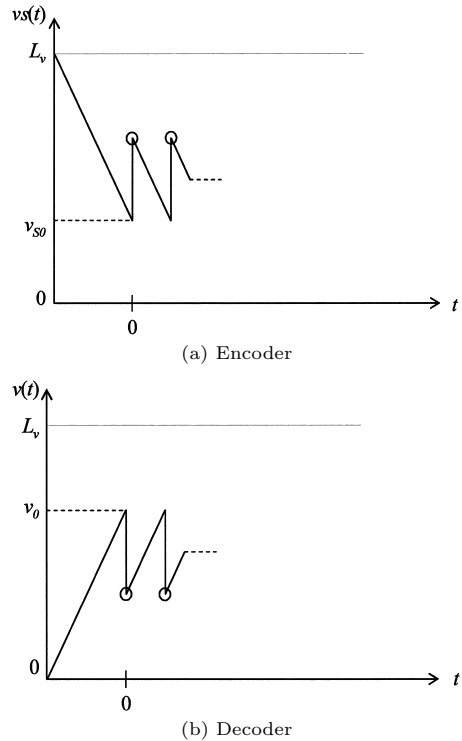 vs(t)
L_v
v_S0
0
0
t
(a) Encoder
v(t)
L_v
v_0
0
0
t
(b) Decoder